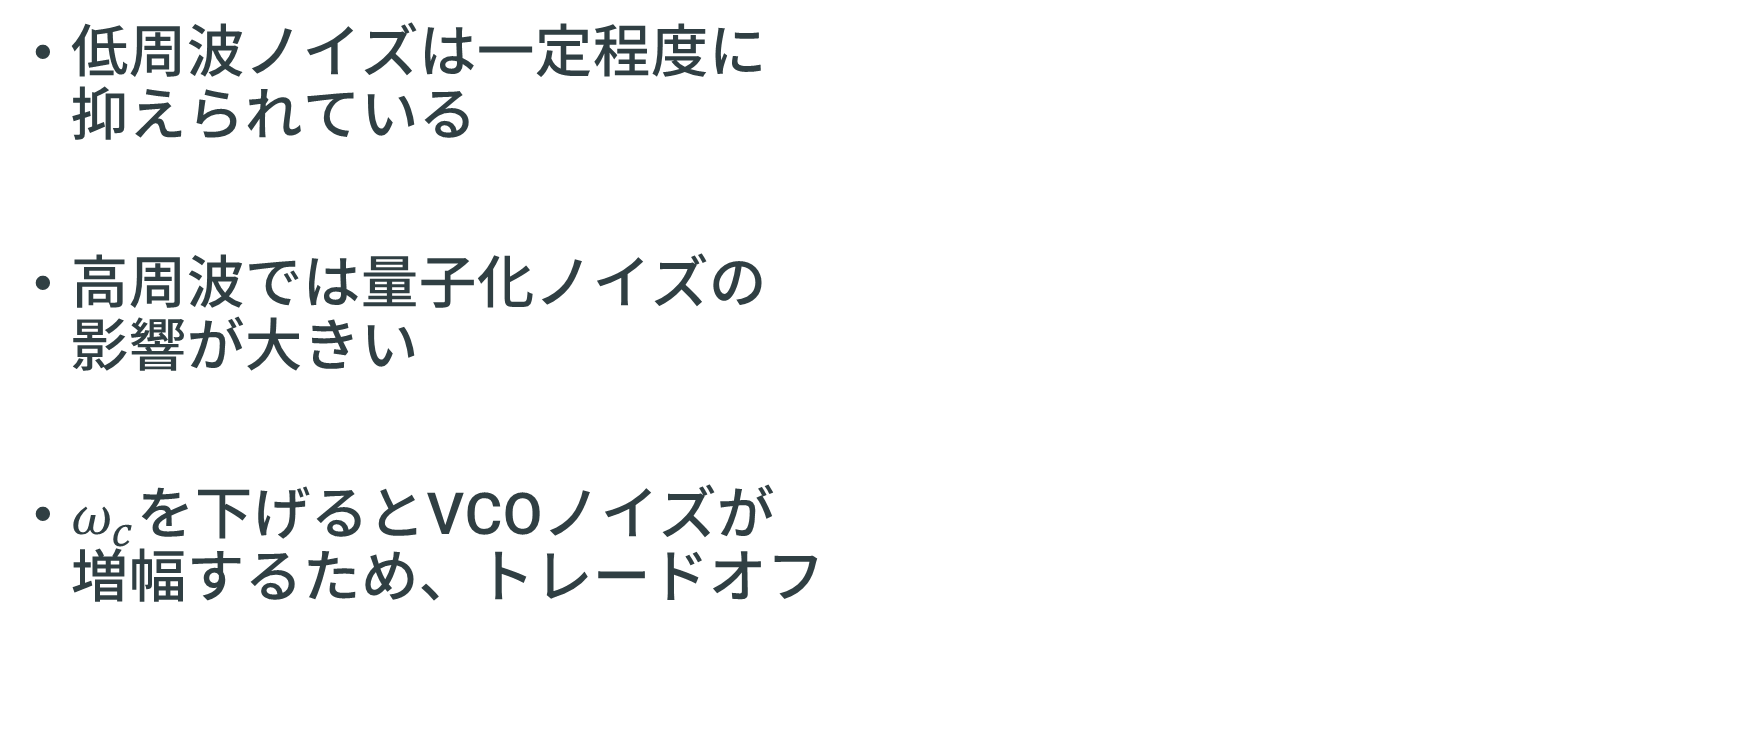 • 低周波ノイズは一定程度に
抑えられている
• 高周波では量子化ノイズの
影響が大きい
• ω_cを下げるとVCOノイズが
増幅するため、トレードオフ